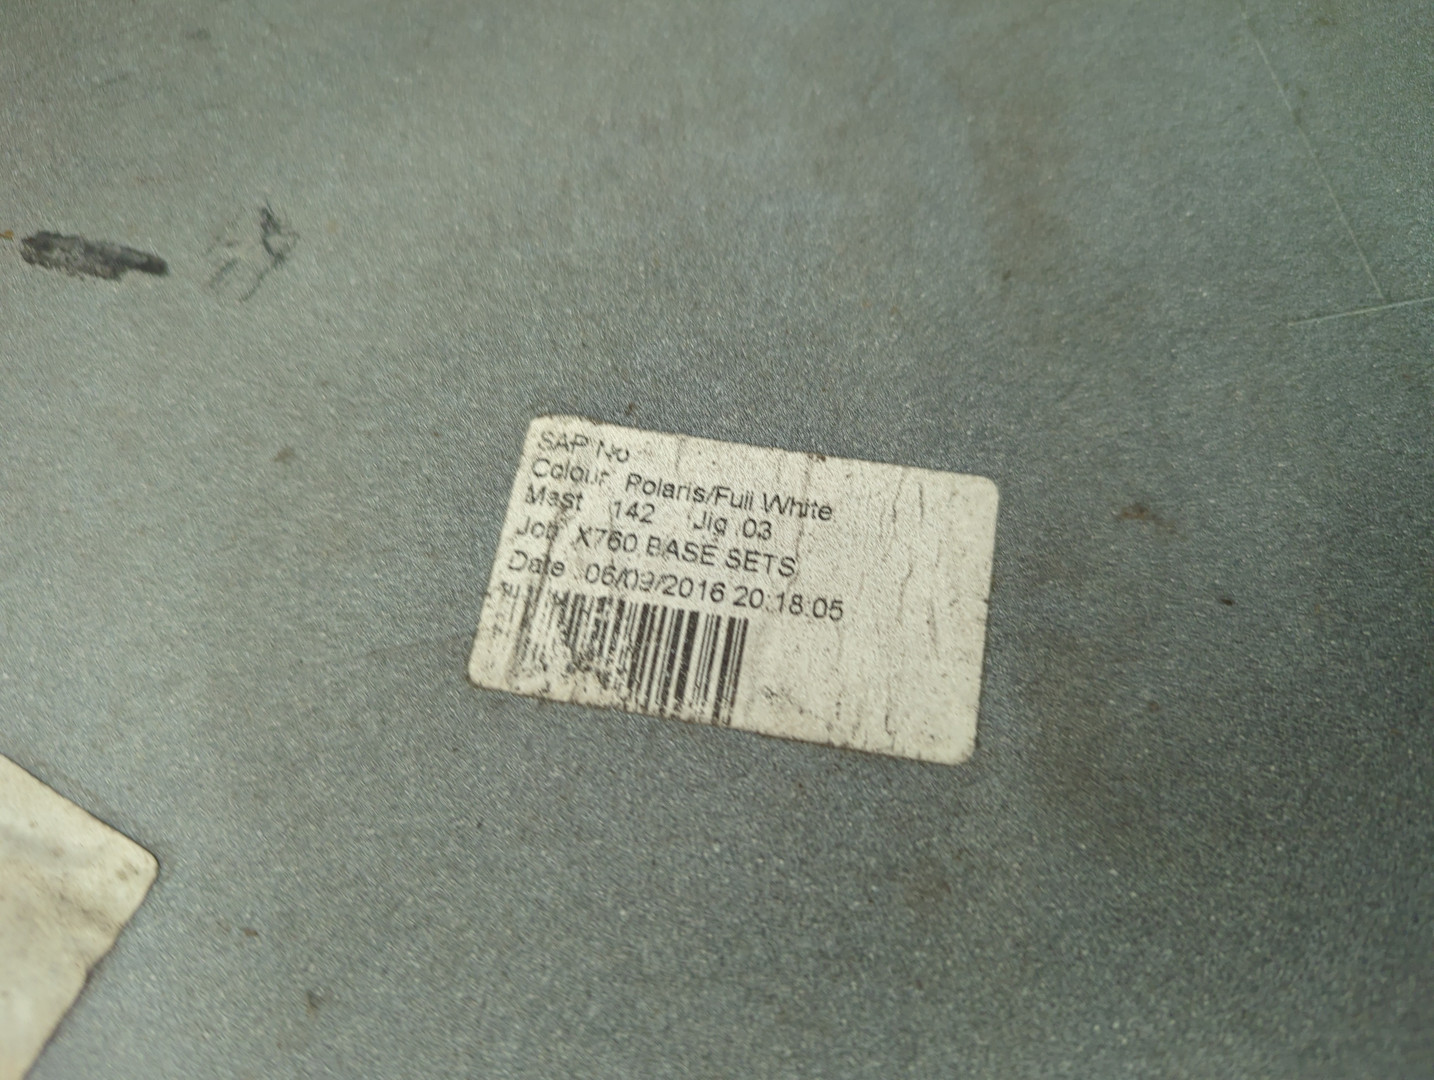 SAP No
Colour Polaris/Full White
Mast 142 Jig 03
Job X760 BASE SETS
Date 06/09/2016 20:18:05